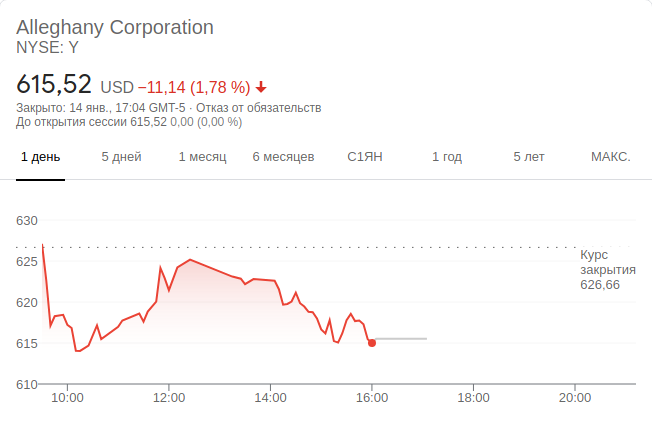 Alleghany Corporation
NYSE: Y
615,52 USD −11,14 (1,78 %)
Закрыто: 14 янв., 17:04 GMT-5 · Отказ от обязательств
До открытия сессии 615,52 0,00 (0,00 %)
1 день 5 дней 1 месяц 6 месяцев С1ЯН 1 год 5 лет МАКС.
630
625
620
615
610
Курс
закрытия
626,66
10:00 12:00 14:00 16:00 18:00 20:00